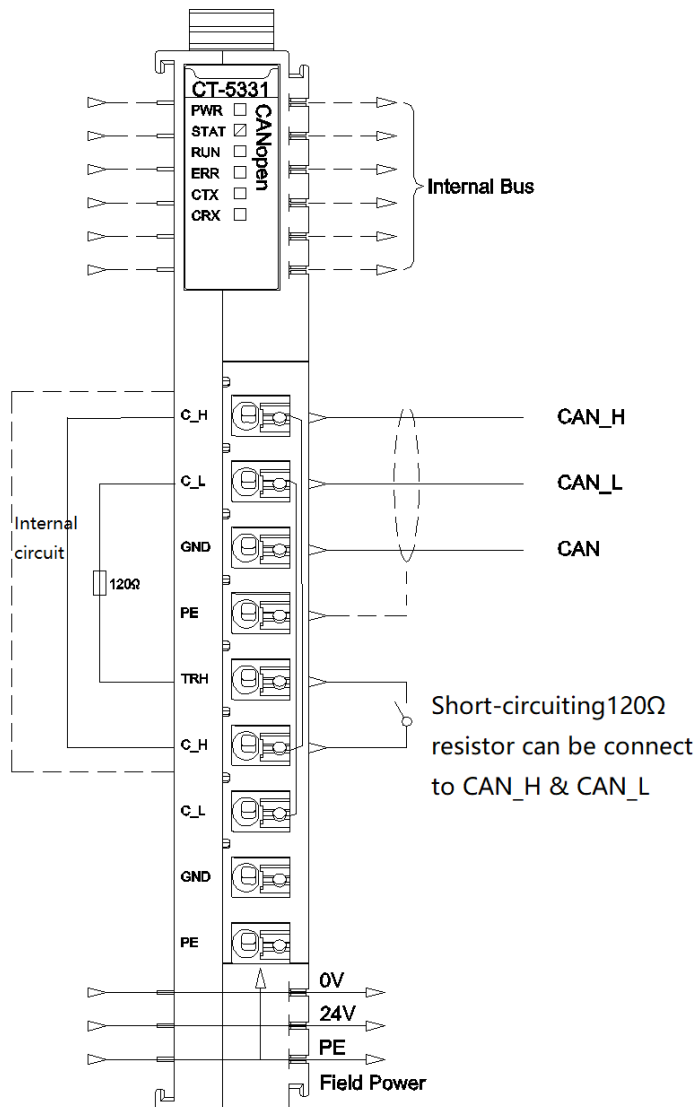 CT-5331
PWR
STAT
RUN
ERR
CTX
CRX
CANopen
Internal Bus
C_H
CAN_H
C_L
CAN_L
Internal
circuit
GND
CAN
120Ω
PE
TRH
Short-circuiting120Ω
resistor can be connect
to CAN_H & CAN_L
C_H
C_L
GND
PE
0V
24V
PE
Field Power